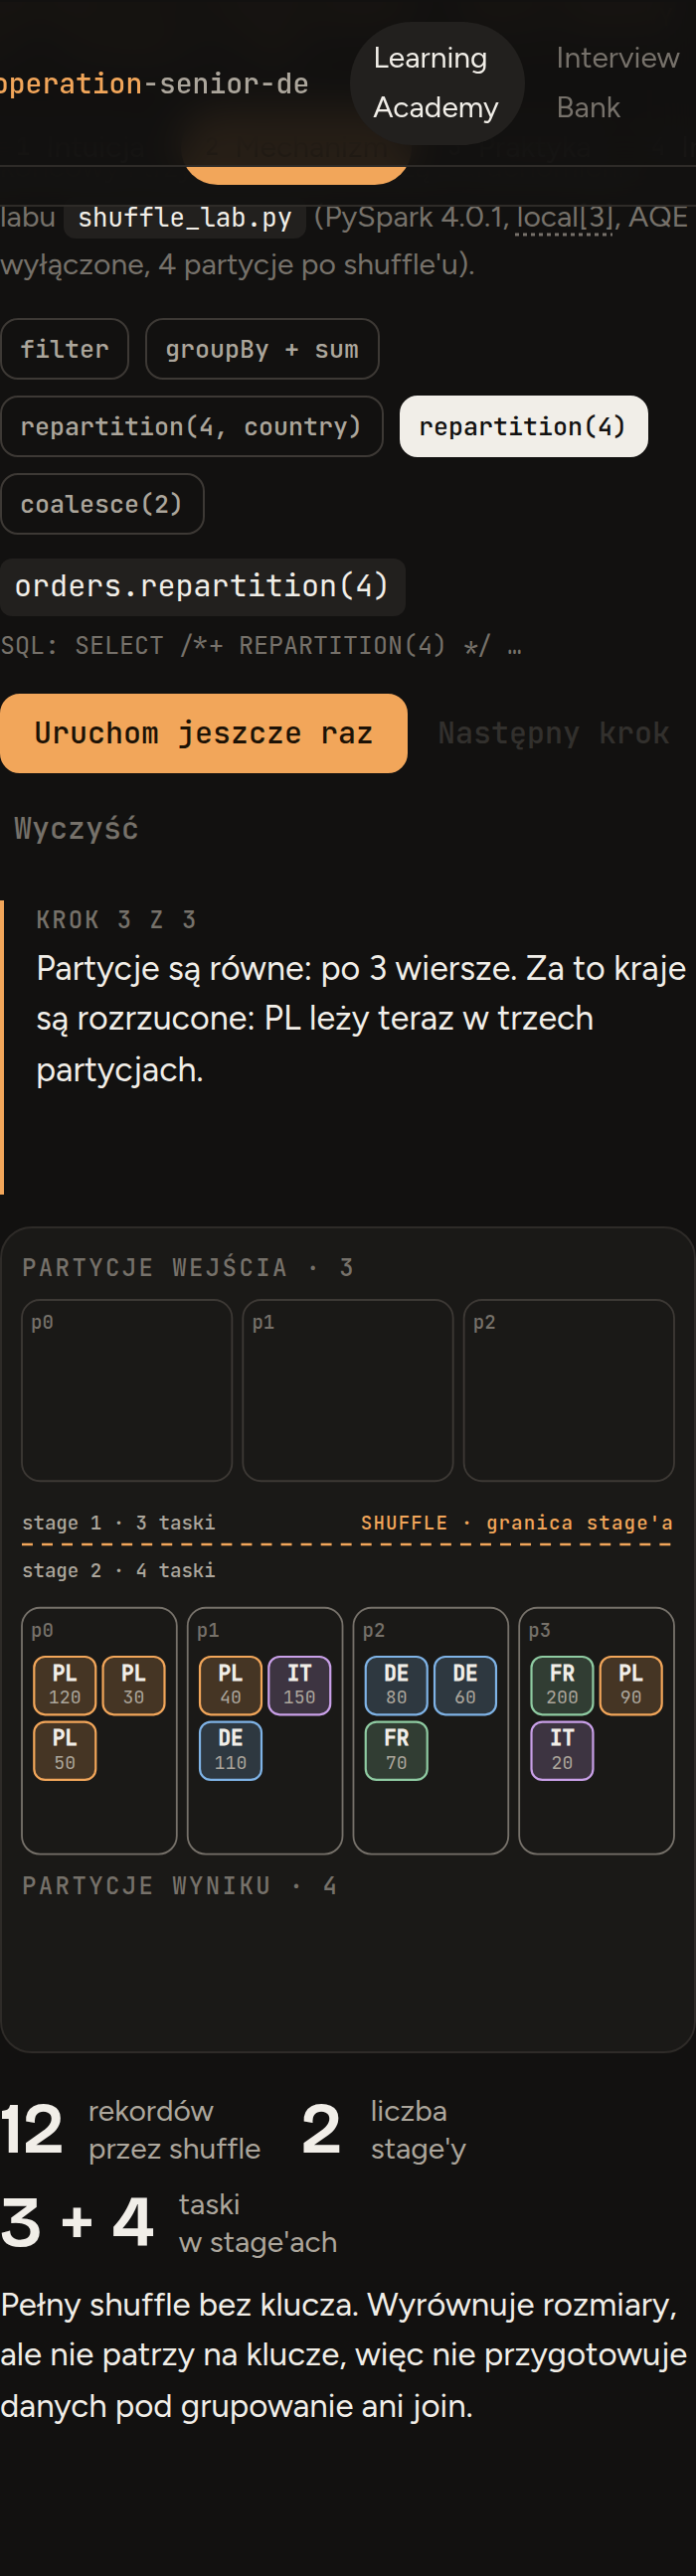 operation-senior-de
Learning
Academy
Interview
Bank
labu shuffle_lab.py (PySpark 4.0.1, local[3], AQE
wyłączone, 4 partycje po shuffle'u).
filter
groupBy + sum
repartition(4, country)
repartition(4)
coalesce(2)
orders.repartition(4)
SQL: SELECT /*+ REPARTITION(4) */ …
Uruchom jeszcze raz
Następny krok
Wyczyść
KROK 3 Z 3
Partycje są równe: po 3 wiersze. Za to kraje
są rozrzucone: PL leży teraz w trzech
partycjach.
PARTYCJE WEJŚCIA · 3
p0
p1
p2
stage 1 · 3 taski
SHUFFLE · granica stage'a
stage 2 · 4 taski
p0
PL 120
PL 30
PL 50
p1
PL 40
IT 150
DE 110
p2
DE 80
DE 60
FR 70
p3
FR 200
PL 90
IT 20
PARTYCJE WYNIKU · 4
12 rekordów
przez shuffle
2 liczba
stage'y
3 + 4 taski
w stage'ach
Pełny shuffle bez klucza. Wyrównuje rozmiary,
ale nie patrzy na klucze, więc nie przygotowuje
danych pod grupowanie ani join.